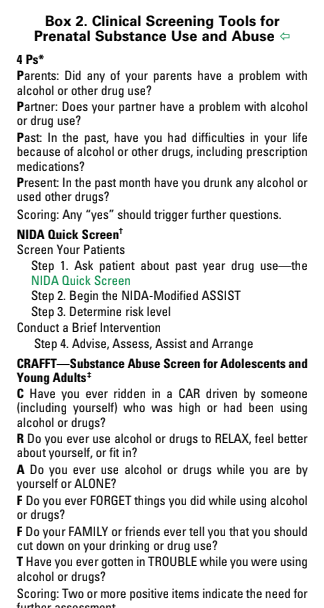 Box 2. Clinical Screening Tools for
Prenatal Substance Use and Abuse ⇦
4 Ps*
Parents: Did any of your parents have a problem with
alcohol or other drug use?
Partner: Does your partner have a problem with alcohol
or drug use?
Past: In the past, have you had difficulties in your life
because of alcohol or other drugs, including prescription
medications?
Present: In the past month have you drunk any alcohol or
used other drugs?
Scoring: Any “yes” should trigger further questions.
NIDA Quick Screen†
Screen Your Patients
Step 1. Ask patient about past year drug use—the
NIDA Quick Screen
Step 2. Begin the NIDA-Modified ASSIST
Step 3. Determine risk level
Conduct a Brief Intervention
Step 4. Advise, Assess, Assist and Arrange
CRAFFT—Substance Abuse Screen for Adolescents and
Young Adults‡
C Have you ever ridden in a CAR driven by someone
(including yourself) who was high or had been using
alcohol or drugs?
R Do you ever use alcohol or drugs to RELAX, feel better
about yourself, or fit in?
A Do you ever use alcohol or drugs while you are by
yourself or ALONE?
F Do you ever FORGET things you did while using alcohol
or drugs?
F Do your FAMILY or friends ever tell you that you should
cut down on your drinking or drug use?
T Have you ever gotten in TROUBLE while you were using
alcohol or drugs?
Scoring: Two or more positive items indicate the need for
further assessment